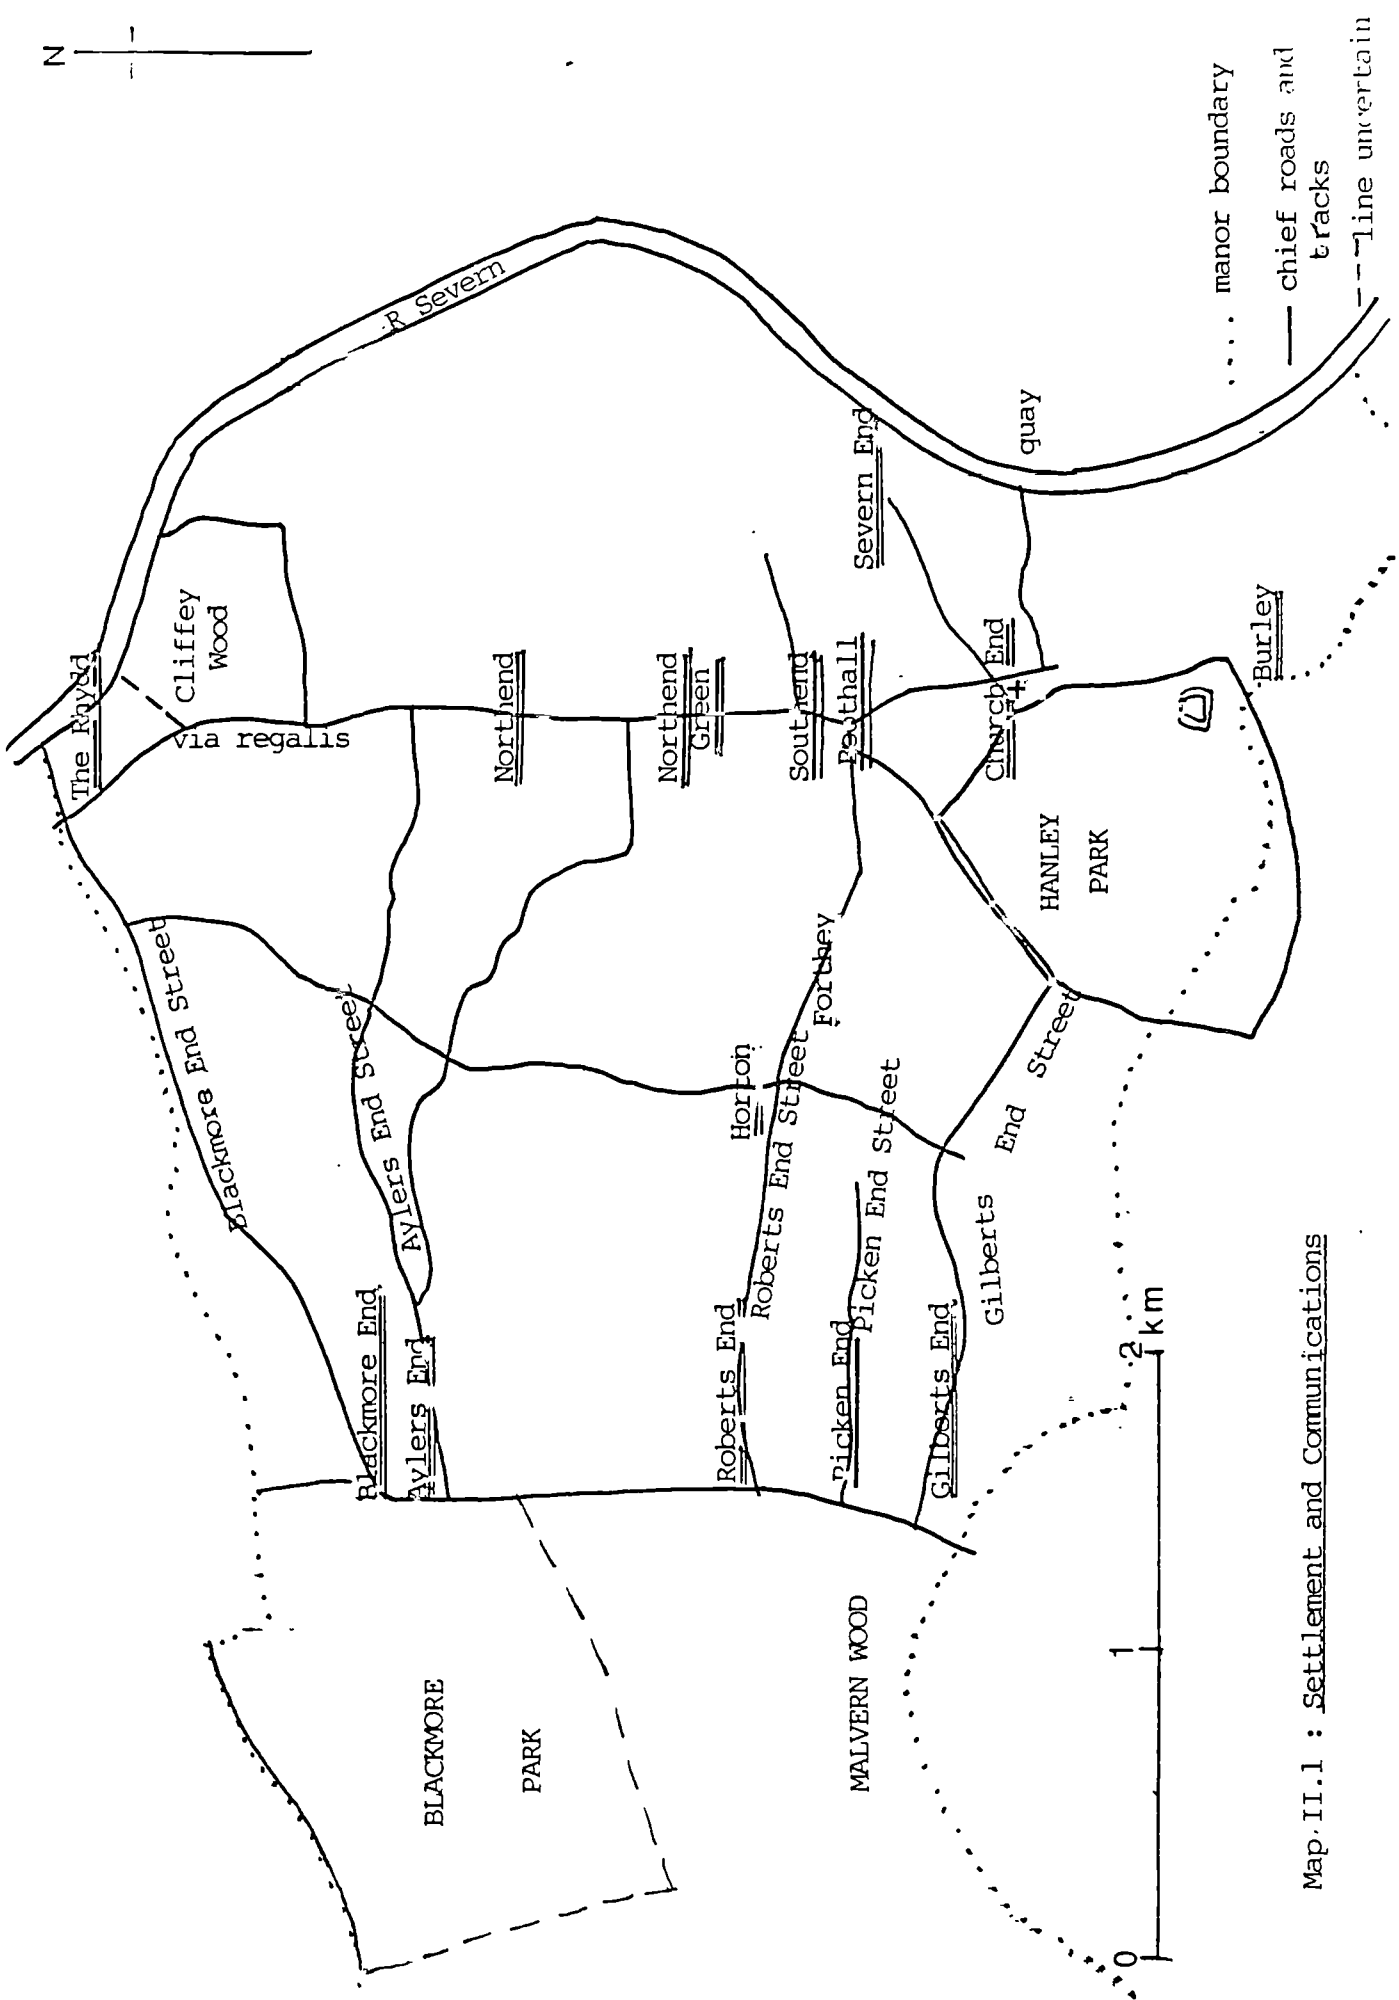 N
The Rhydd
Cliffey
Wood
via regalis
R Severn
Blackmore End Street
Blackmore End
Aylers End Street
Aylers End
Northend
Northend
Green
Southend
Severn End
Church End
quay
Burley
HANLEY
PARK
Forthey
Horton
Roberts End Street
Roberts End
Picken End Street
Picken End
Gilberts End Street
Gilberts End
BLACKMORE
PARK
MALVERN WOOD
0 1 2
km
manor boundary
chief roads and
tracks
line uncertain
Map II.1 : Settlement and Communications